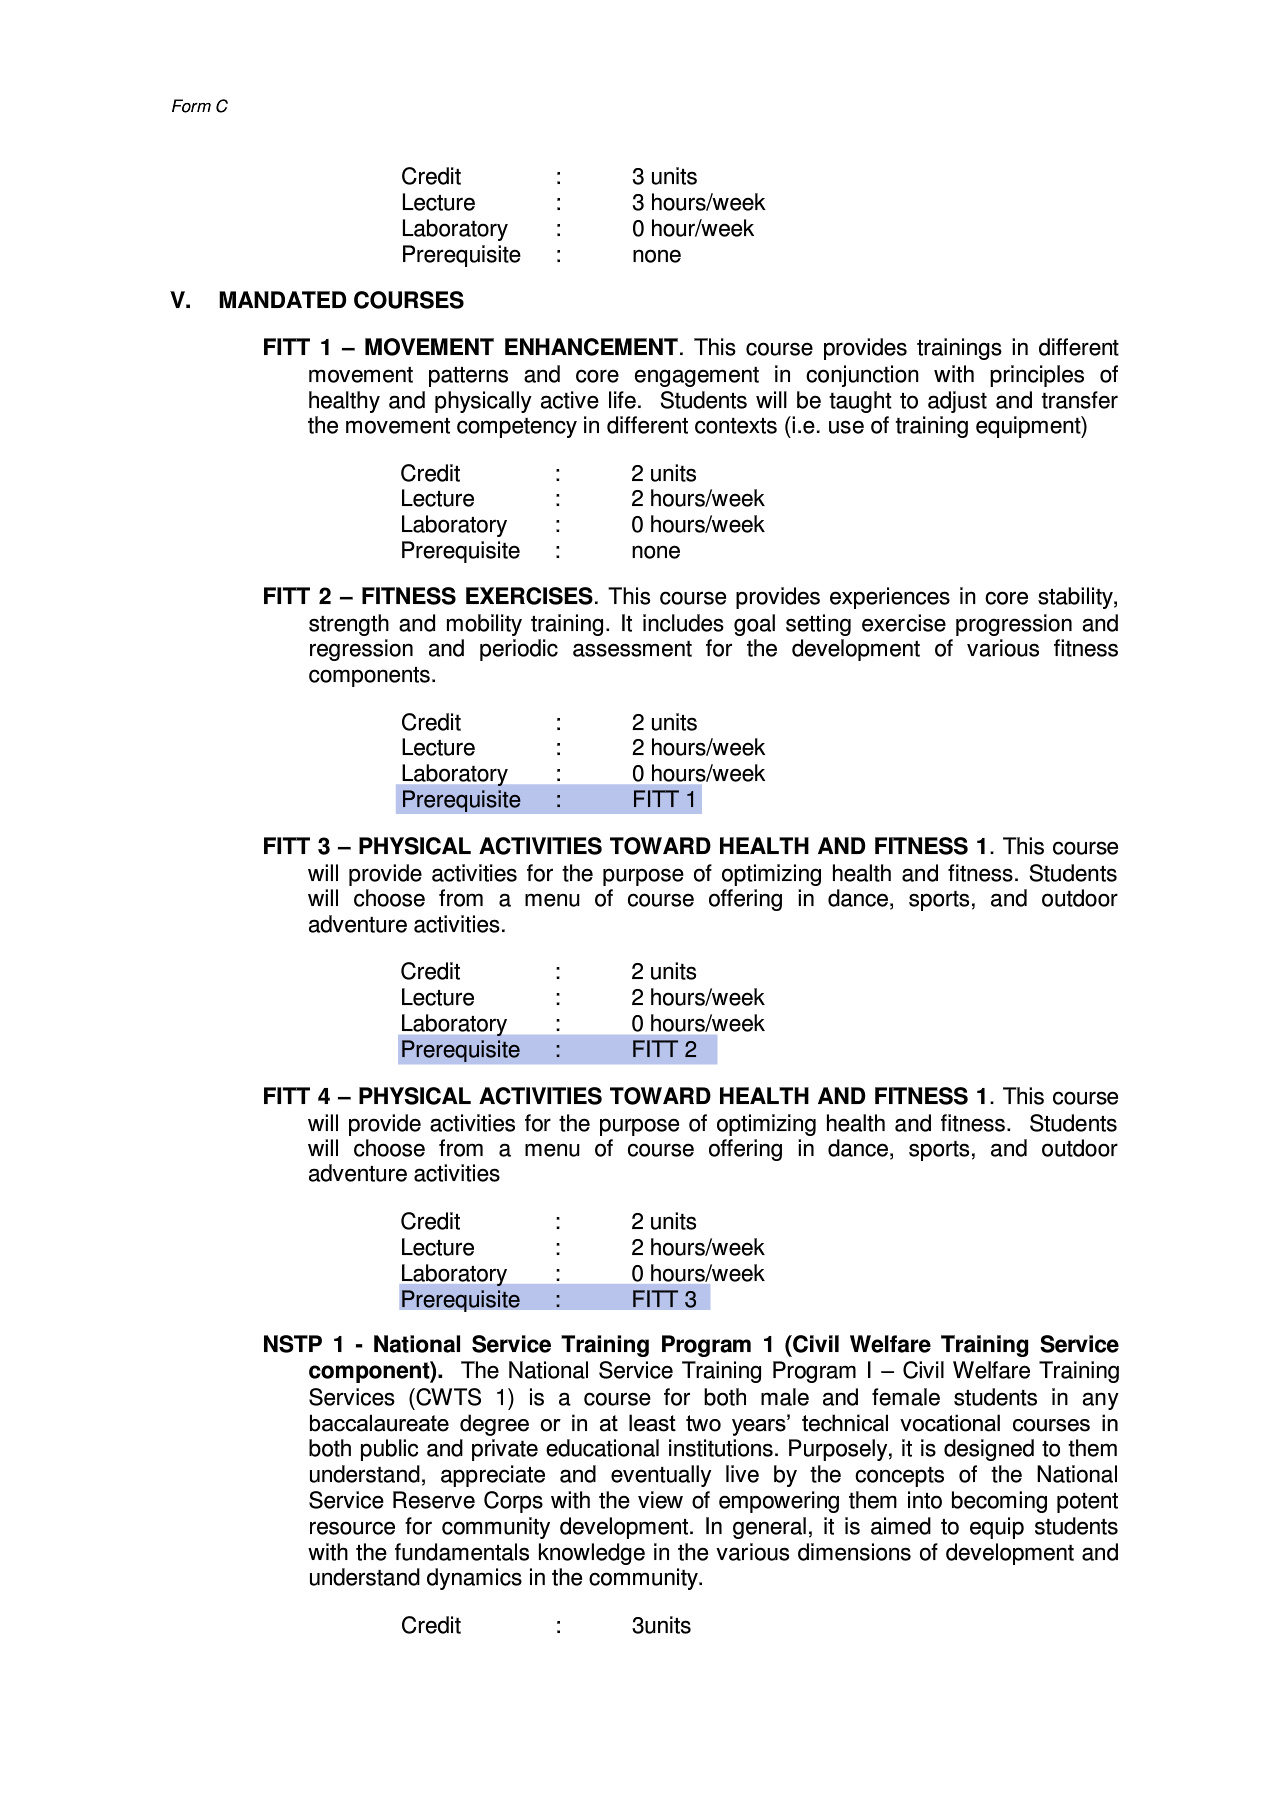 Form C
Credit : 3 units
Lecture : 3 hours/week
Laboratory : 0 hour/week
Prerequisite : none
V. MANDATED COURSES
FITT 1 – MOVEMENT ENHANCEMENT. This course provides trainings in different
movement patterns and core engagement in conjunction with principles of
healthy and physically active life. Students will be taught to adjust and transfer
the movement competency in different contexts (i.e. use of training equipment)
Credit : 2 units
Lecture : 2 hours/week
Laboratory : 0 hours/week
Prerequisite : none
FITT 2 – FITNESS EXERCISES. This course provides experiences in core stability,
strength and mobility training. It includes goal setting exercise progression and
regression and periodic assessment for the development of various fitness
components.
Credit : 2 units
Lecture : 2 hours/week
Laboratory : 0 hours/week
Prerequisite : FITT 1
FITT 3 – PHYSICAL ACTIVITIES TOWARD HEALTH AND FITNESS 1. This course
will provide activities for the purpose of optimizing health and fitness. Students
will choose from a menu of course offering in dance, sports, and outdoor
adventure activities.
Credit : 2 units
Lecture : 2 hours/week
Laboratory : 0 hours/week
Prerequisite : FITT 2
FITT 4 – PHYSICAL ACTIVITIES TOWARD HEALTH AND FITNESS 1. This course
will provide activities for the purpose of optimizing health and fitness. Students
will choose from a menu of course offering in dance, sports, and outdoor
adventure activities
Credit : 2 units
Lecture : 2 hours/week
Laboratory : 0 hours/week
Prerequisite : FITT 3
NSTP 1 - National Service Training Program 1 (Civil Welfare Training Service
component). The National Service Training Program I – Civil Welfare Training
Services (CWTS 1) is a course for both male and female students in any
baccalaureate degree or in at least two years’ technical vocational courses in
both public and private educational institutions. Purposely, it is designed to them
understand, appreciate and eventually live by the concepts of the National
Service Reserve Corps with the view of empowering them into becoming potent
resource for community development. In general, it is aimed to equip students
with the fundamentals knowledge in the various dimensions of development and
understand dynamics in the community.
Credit : 3units